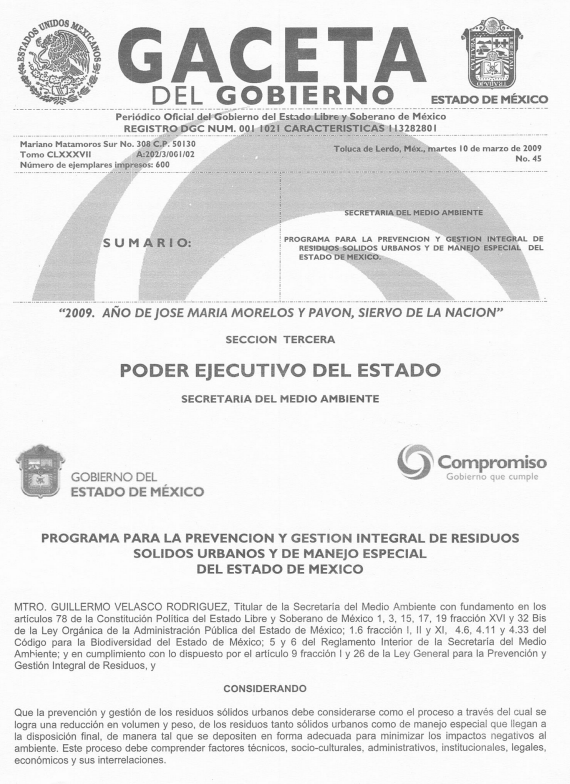 ESTADOS UNIDOS MEXICANOS
GACETA
DEL GOBIERNO
ESTADO DE MÉXICO
Periódico Oficial del Gobierno del Estado Libre y Soberano de México
REGISTRO DGC NUM. 001 1021 CARACTERISTICAS 113282801
Mariano Matamoros Sur No. 308 C.P. 50130
Tomo CLXXXVII A:202/3/001/02
Número de ejemplares impresos: 600
Toluca de Lerdo, Méx., martes 10 de marzo de 2009
No. 45
SUMARIO:
SECRETARIA DEL MEDIO AMBIENTE
PROGRAMA PARA LA PREVENCION Y GESTION INTEGRAL DE
RESIDUOS SOLIDOS URBANOS Y DE MANEJO ESPECIAL DEL
ESTADO DE MEXICO.
“2009. AÑO DE JOSE MARIA MORELOS Y PAVON, SIERVO DE LA NACION”
SECCION TERCERA
PODER EJECUTIVO DEL ESTADO
SECRETARIA DEL MEDIO AMBIENTE
GOBIERNO DEL
ESTADO DE MÉXICO
Compromiso
Gobierno que cumple
PROGRAMA PARA LA PREVENCION Y GESTION INTEGRAL DE RESIDUOS
SOLIDOS URBANOS Y DE MANEJO ESPECIAL
DEL ESTADO DE MEXICO
MTRO. GUILLERMO VELASCO RODRIGUEZ, Titular de la Secretaría del Medio Ambiente con fundamento en los
artículos 78 de la Constitución Política del Estado Libre y Soberano de México 1, 3, 15, 17, 19 fracción XVI y 32 Bis
de la Ley Orgánica de la Administración Pública del Estado de México; 1.6 fracción I, II y XI, 4.6, 4.11 y 4.33 del
Código para la Biodiversidad del Estado de México; 5 y 6 del Reglamento Interior de la Secretaría del Medio
Ambiente; y en cumplimiento con lo dispuesto por el artículo 9 fracción I y 26 de la Ley General para la Prevención y
Gestión Integral de Residuos, y
CONSIDERANDO
Que la prevención y gestión de los residuos sólidos urbanos debe considerarse como el proceso a través del cual se
logra una reducción en volumen y peso, de los residuos tanto sólidos urbanos como de manejo especial que llegan a
la disposición final, de manera tal que se depositen en forma adecuada para minimizar los impactos negativos al
ambiente. Este proceso debe comprender factores técnicos, socio-culturales, administrativos, institucionales, legales,
económicos y sus interrelaciones.